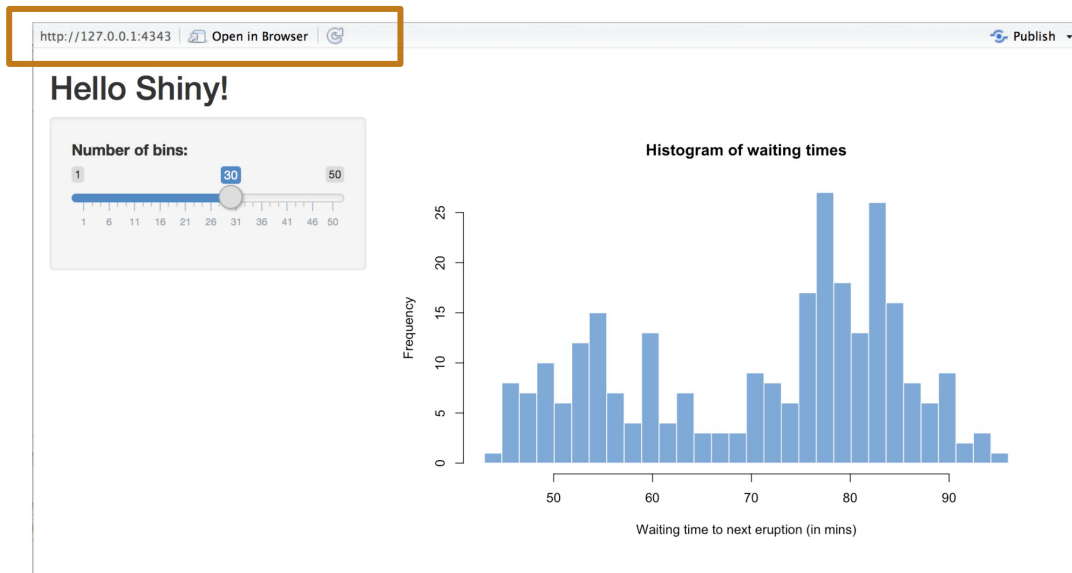 http://127.0.0.1:4343 Open in Browser Publish
Hello Shiny!
Number of bins:
1 30 50
1 6 11 16 21 26 31 36 41 46 50
Histogram of waiting times
Frequency
25
20
15
10
5
0
50 60 70 80 90
Waiting time to next eruption (in mins)